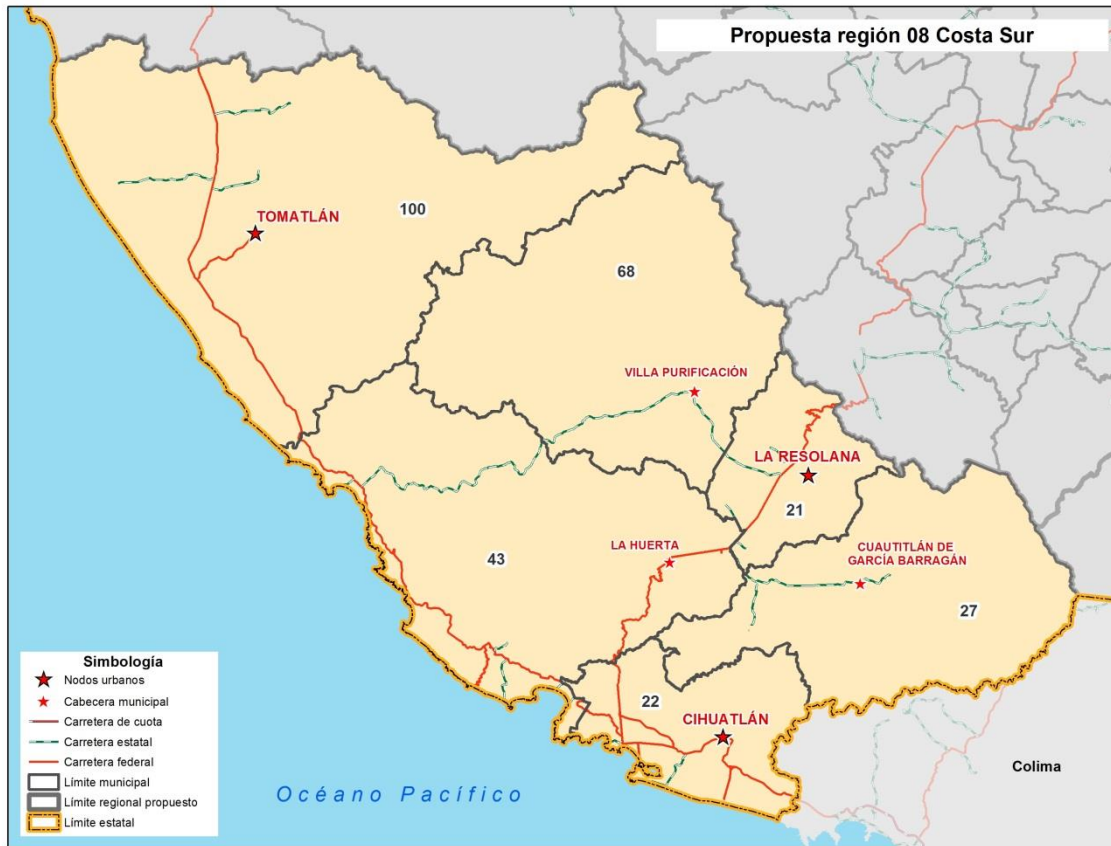 Propuesta región 08 Costa Sur
TOMATLÁN
100
68
VILLA PURIFICACIÓN
LA RESOLANA
21
43
LA HUERTA
CUAUTITLÁN DE
GARCÍA BARRAGÁN
27
22
CIHUATLÁN
Colima
Océano Pacífico
Simbología
Nodos urbanos
Cabecera municipal
Carretera de cuota
Carretera estatal
Carretera federal
Límite municipal
Límite regional propuesto
Límite estatal